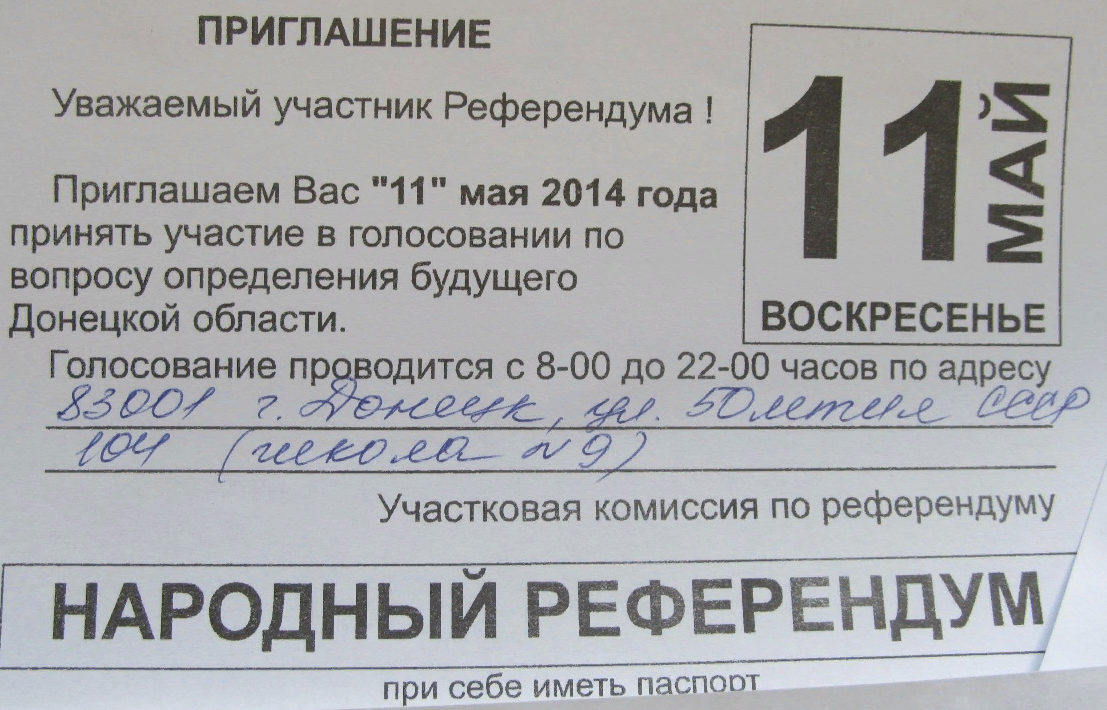 ПРИГЛАШЕНИЕ
Уважаемый участник Референдума !
Приглашаем Вас "11" мая 2014 года
принять участие в голосовании по
вопросу определения будущего
Донецкой области.
11
МАЙ
ВОСКРЕСЕНЬЕ
Голосование проводится с 8-00 до 22-00 часов по адресу
83001 г. Донецк, ул. 50летия СССР
104 (школа №9)
Участковая комиссия по референдуму
НАРОДНЫЙ РЕФЕРЕНДУМ
при себе иметь паспорт